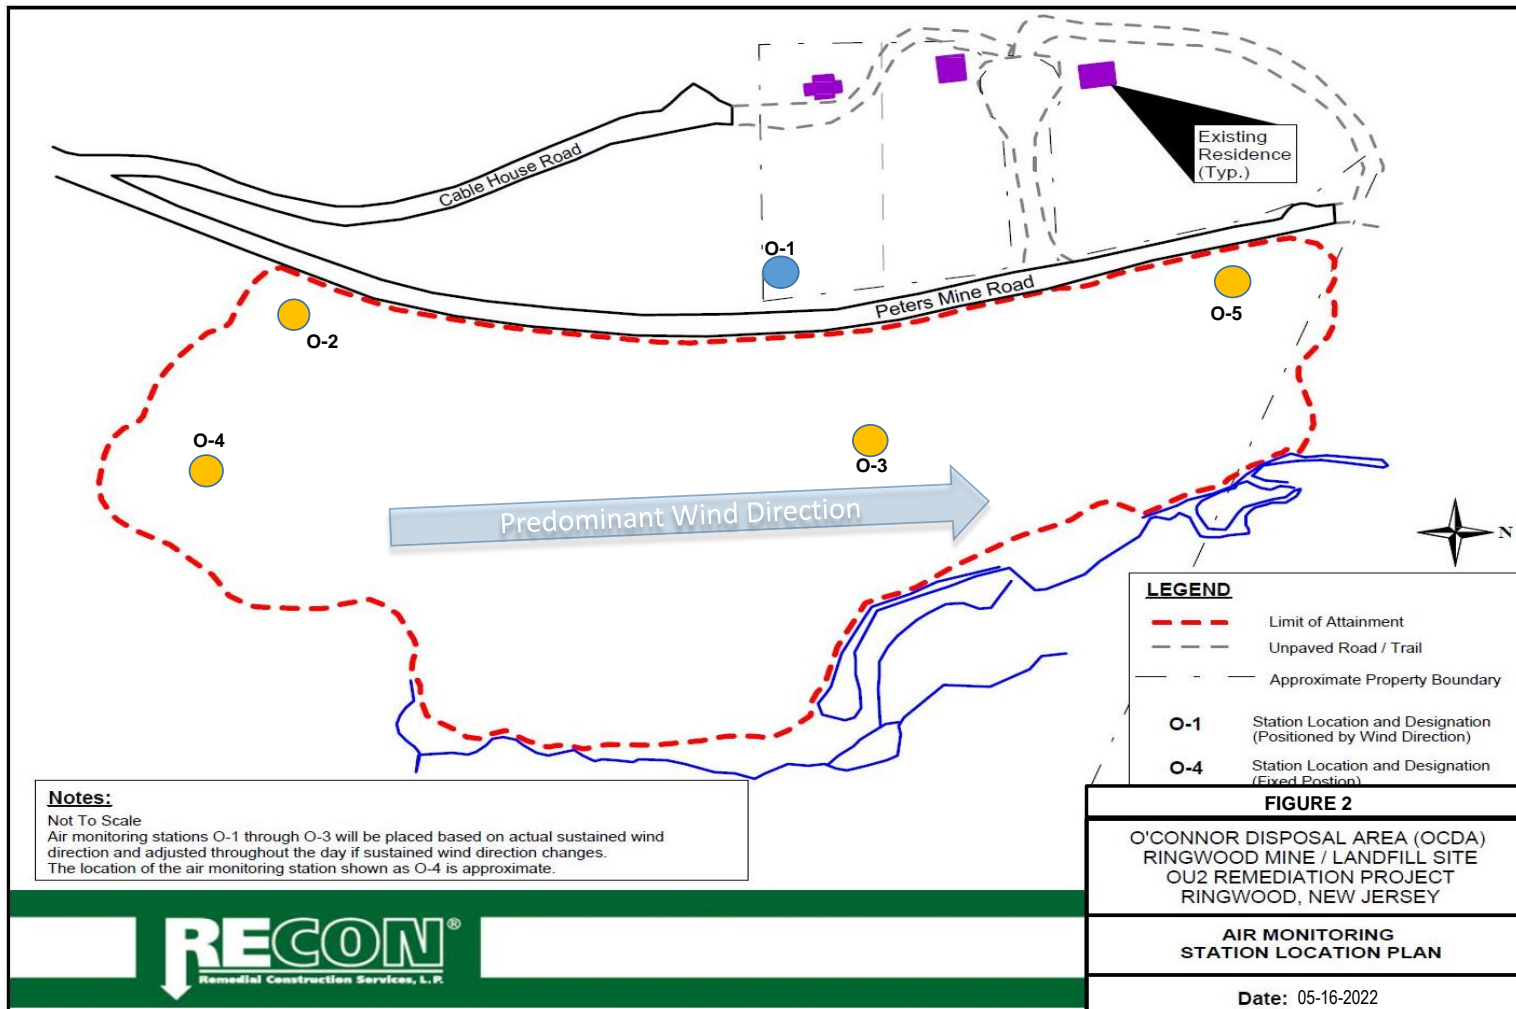 Cable House Road
Existing
Residence
(Typ.)
O-1
Peters Mine Road
O-2
O-5
O-4
O-3
Predominant Wind Direction
N
LEGEND
Limit of Attainment
Unpaved Road / Trail
Approximate Property Boundary
O-1
Station Location and Designation
(Positioned by Wind Direction)
O-4
Station Location and Designation
(Fixed Postion)
Notes:
Not To Scale
Air monitoring stations O-1 through O-3 will be placed based on actual sustained wind
direction and adjusted throughout the day if sustained wind direction changes.
The location of the air monitoring station shown as O-4 is approximate.
FIGURE 2
O'CONNOR DISPOSAL AREA (OCDA)
RINGWOOD MINE / LANDFILL SITE
OU2 REMEDIATION PROJECT
RINGWOOD, NEW JERSEY
AIR MONITORING
STATION LOCATION PLAN
Date: 05-16-2022
RECON®
Remedial Construction Services, L.P.